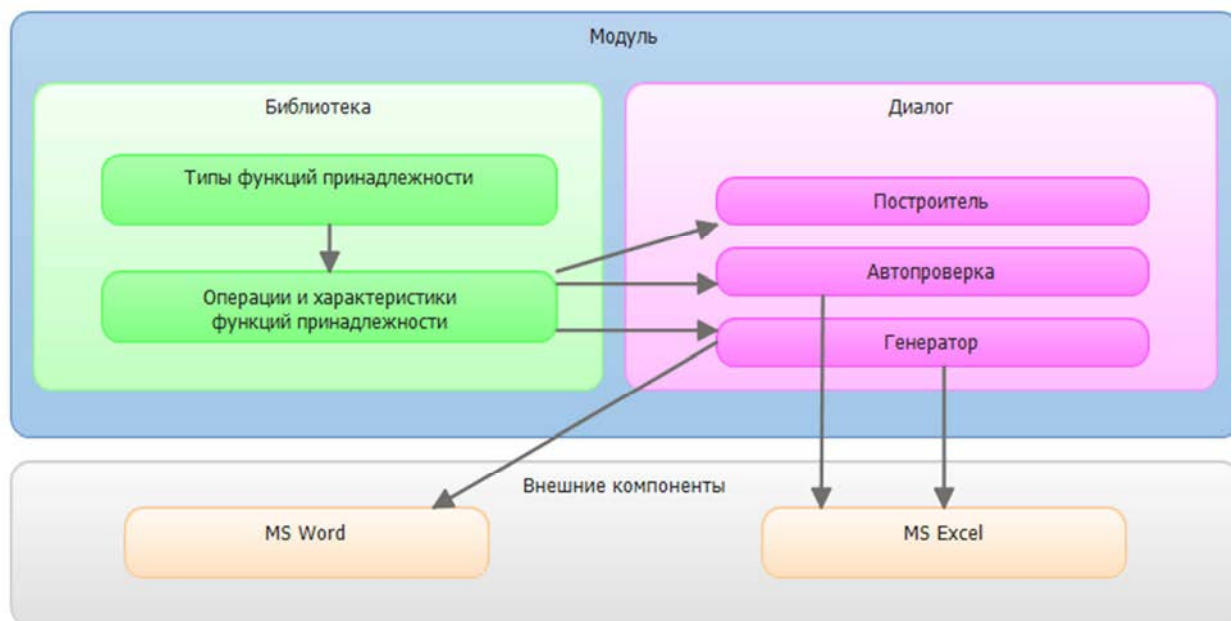 Модуль
Библиотека
Типы функций принадлежности
Операции и характеристики
функций принадлежности
Диалог
Построитель
Автопроверка
Генератор
Внешние компоненты
MS Word
MS Excel